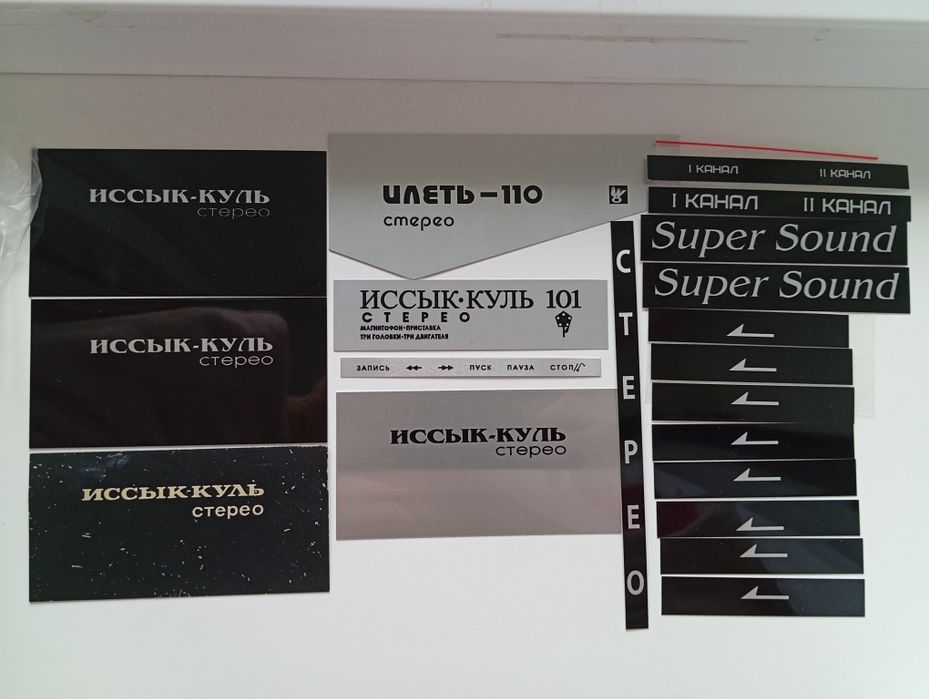 ИССЫК-КУЛЬ
стерео
ИССЫК-КУЛЬ
стерео
ИССЫК-КУЛЬ
стерео
ИЛЕТЬ–110
стерео
ИССЫК·КУЛЬ 101
СТЕРЕО
МАГНИТОФОН·ПРИСТАВКА
ТРИ ГОЛОВКИ·ТРИ ДВИГАТЕЛЯ
ЗАПИСЬ ПУСК ПАУЗА СТОП
ИССЫК-КУЛЬ
стерео
СТЕРЕО
I КАНАЛ II КАНАЛ
I КАНАЛ II КАНАЛ
Super Sound
Super Sound